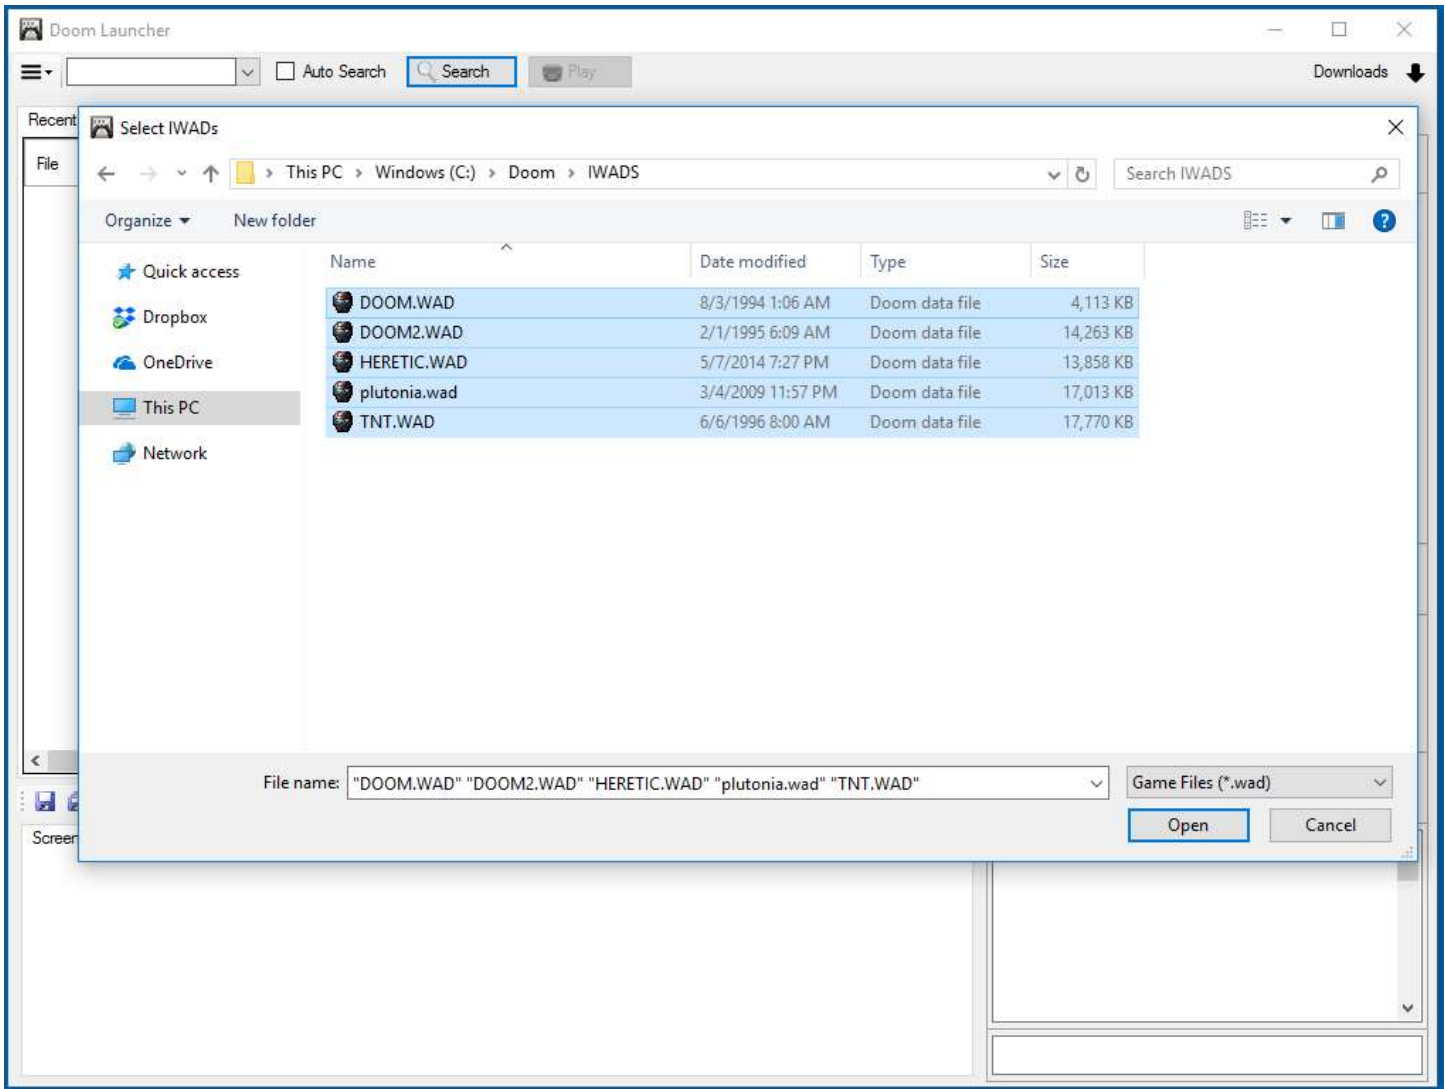 Doom Launcher
Auto Search Search Play Downloads
Recent
File
Select IWADs
This PC > Windows (C:) > Doom > IWADS Search IWADS
Organize New folder
Quick access
Dropbox
OneDrive
This PC
Network
Name Date modified Type Size
DOOM.WAD 8/3/1994 1:06 AM Doom data file 4,113 KB
DOOM2.WAD 2/1/1995 6:09 AM Doom data file 14,263 KB
HERETIC.WAD 5/7/2014 7:27 PM Doom data file 13,858 KB
plutonia.wad 3/4/2009 11:57 PM Doom data file 17,013 KB
TNT.WAD 6/6/1996 8:00 AM Doom data file 17,770 KB
File name: "DOOM.WAD" "DOOM2.WAD" "HERETIC.WAD" "plutonia.wad" "TNT.WAD" Game Files (*.wad)
Open Cancel
Screen